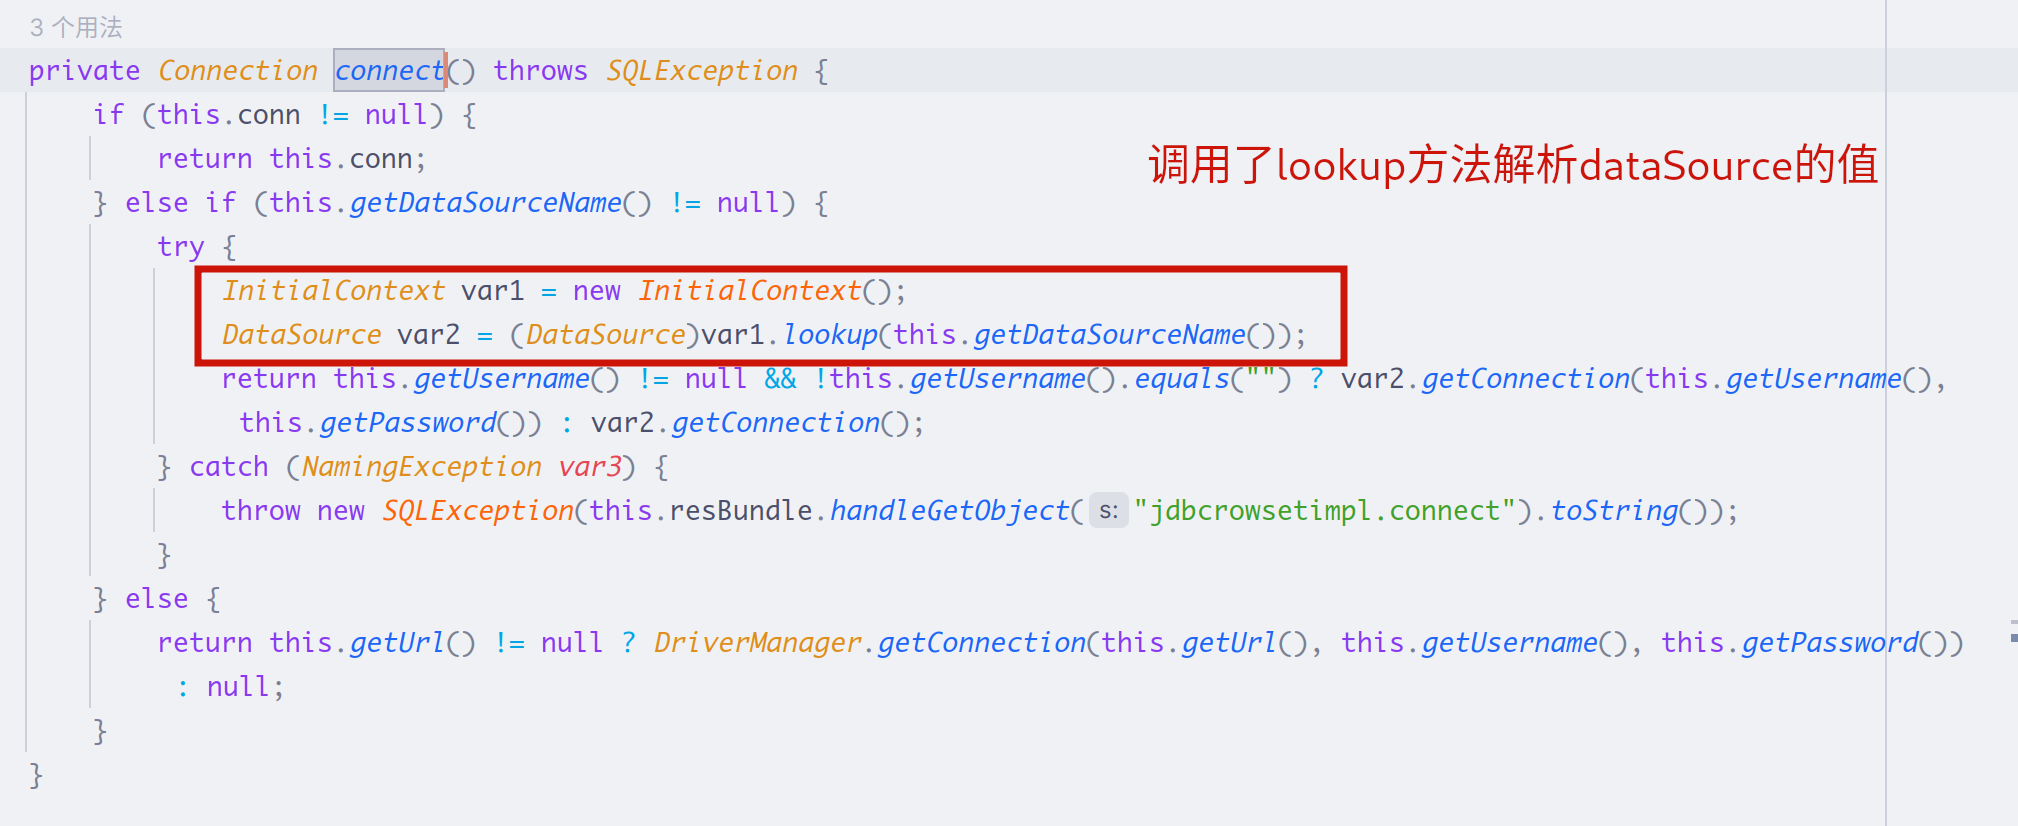 3 个用法
private Connection connect() throws SQLException {
if (this.conn != null) {
return this.conn;
调用了lookup方法解析dataSource的值
} else if (this.getDataSourceName() != null) {
try {
InitialContext var1 = new InitialContext();
DataSource var2 = (DataSource)var1.lookup(this.getDataSourceName());
return this.getUsername() != null && !this.getUsername().equals("") ? var2.getConnection(this.getUsername(),
this.getPassword()) : var2.getConnection();
} catch (NamingException var3) {
throw new SQLException(this.resBundle.handleGetObject( s: "jdbcrowsetimpl.connect").toString());
}
} else {
return this.getUrl() != null ? DriverManager.getConnection(this.getUrl(), this.getUsername(), this.getPassword())
: null;
}
}